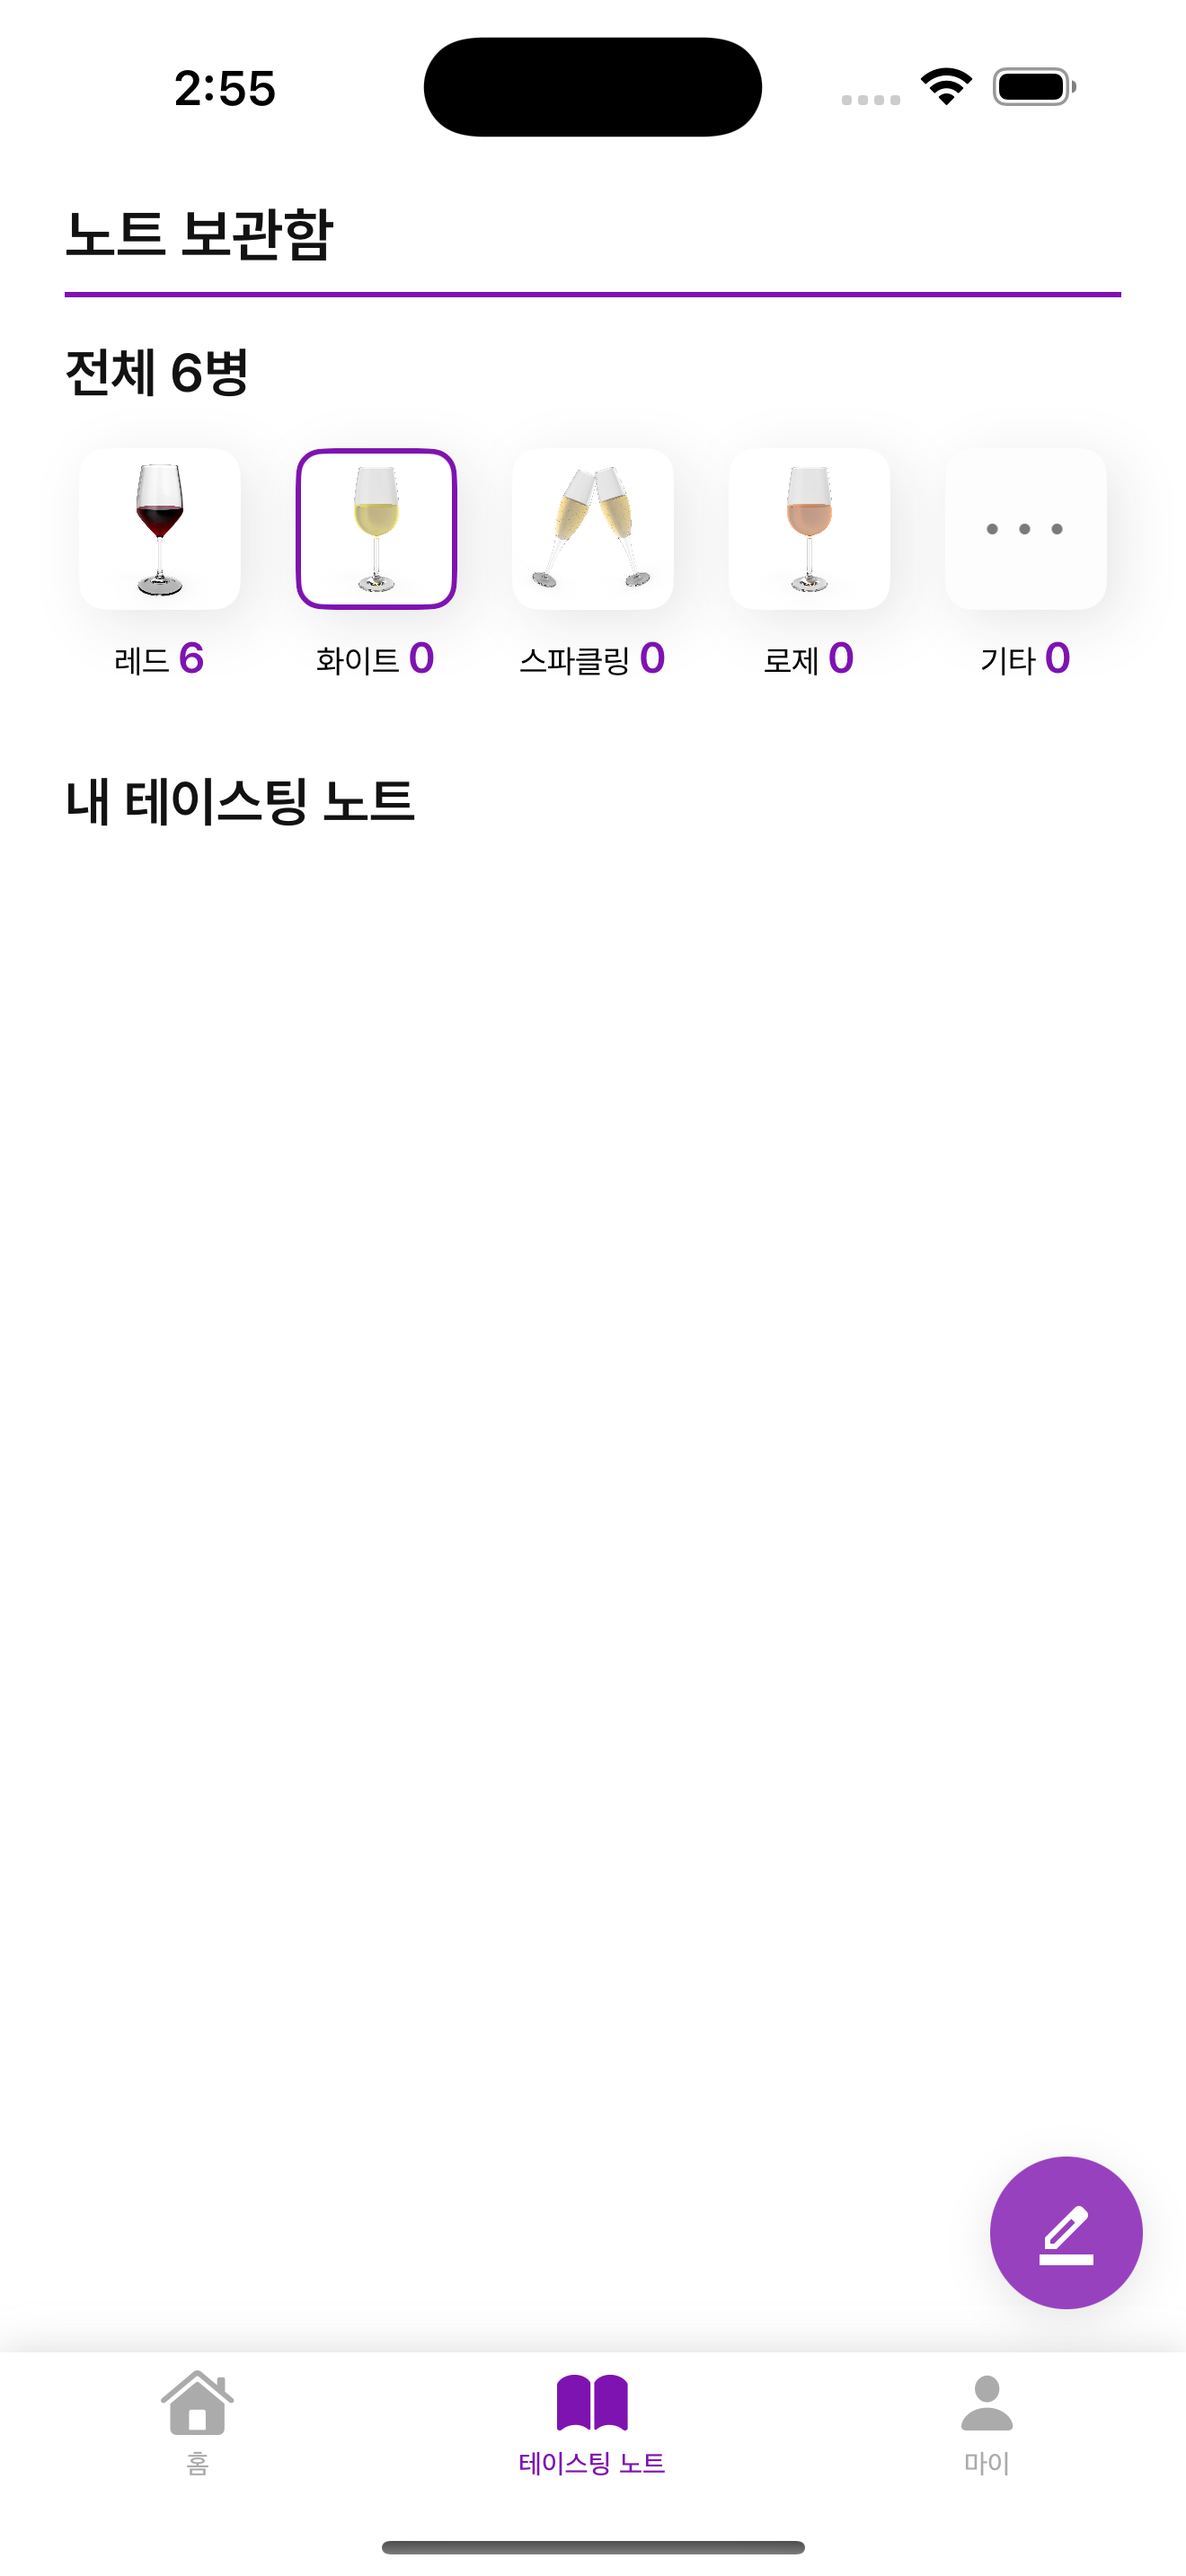 2:55
노트 보관함
전체 6병
레드 6 화이트 0 스파클링 0 로제 0 기타 0
내 테이스팅 노트
홈 테이스팅 노트 마이